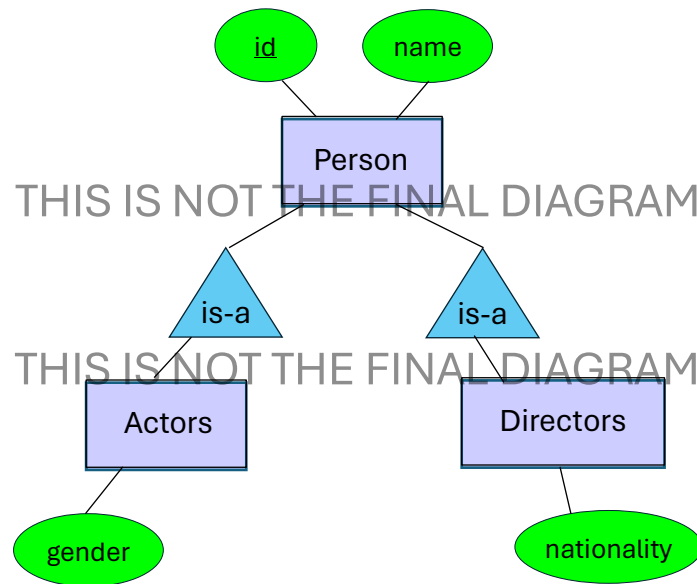 id
name
Person
THIS IS NOT THE FINAL DIAGRAM
is-a
is-a
THIS IS NOT THE FINAL DIAGRAM
Actors
Directors
gender
nationality